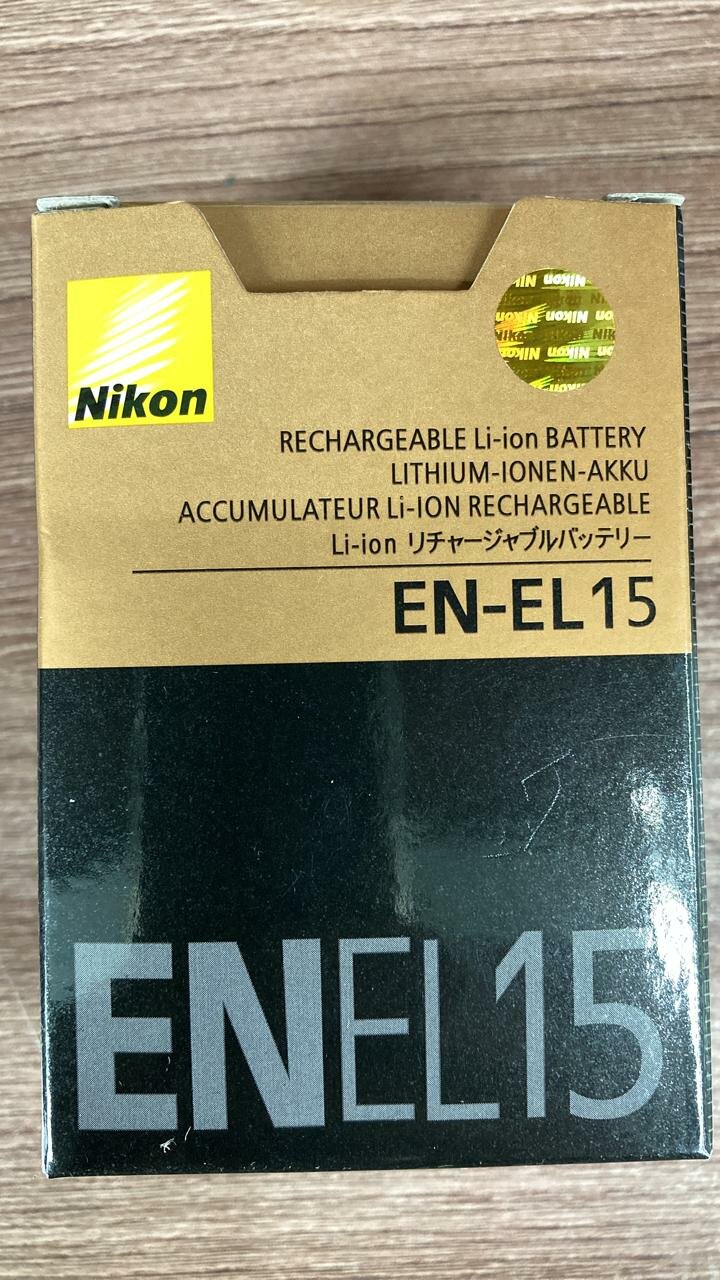 Nikon
RECHARGEABLE Li-ion BATTERY
LITHIUM-IONEN-AKKU
ACCUMULATEUR Li-ION RECHARGEABLE
Li-ion リチャージャブルバッテリー
EN-EL15
ENEL15